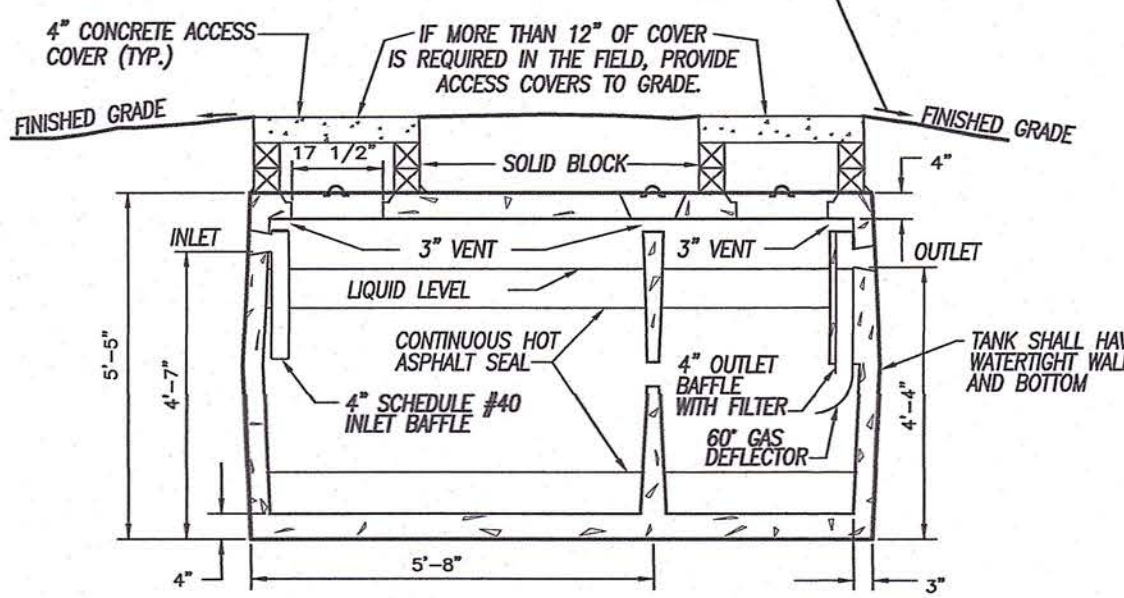 4" CONCRETE ACCESS
COVER (TYP.)
IF MORE THAN 12" OF COVER
IS REQUIRED IN THE FIELD, PROVIDE
ACCESS COVERS TO GRADE.
FINISHED GRADE
FINISHED GRADE
17 1/2"
SOLID BLOCK
4"
INLET
3" VENT
3" VENT
OUTLET
LIQUID LEVEL
CONTINUOUS HOT
ASPHALT SEAL
4" OUTLET
BAFFLE
WITH FILTER
TANK SHALL HAV
WATERTIGHT WALL
AND BOTTOM
5'-5"
4'-7"
4" SCHEDULE #40
INLET BAFFLE
60° GAS
DEFLECTOR
4'-4"
4"
5'-8"
3"